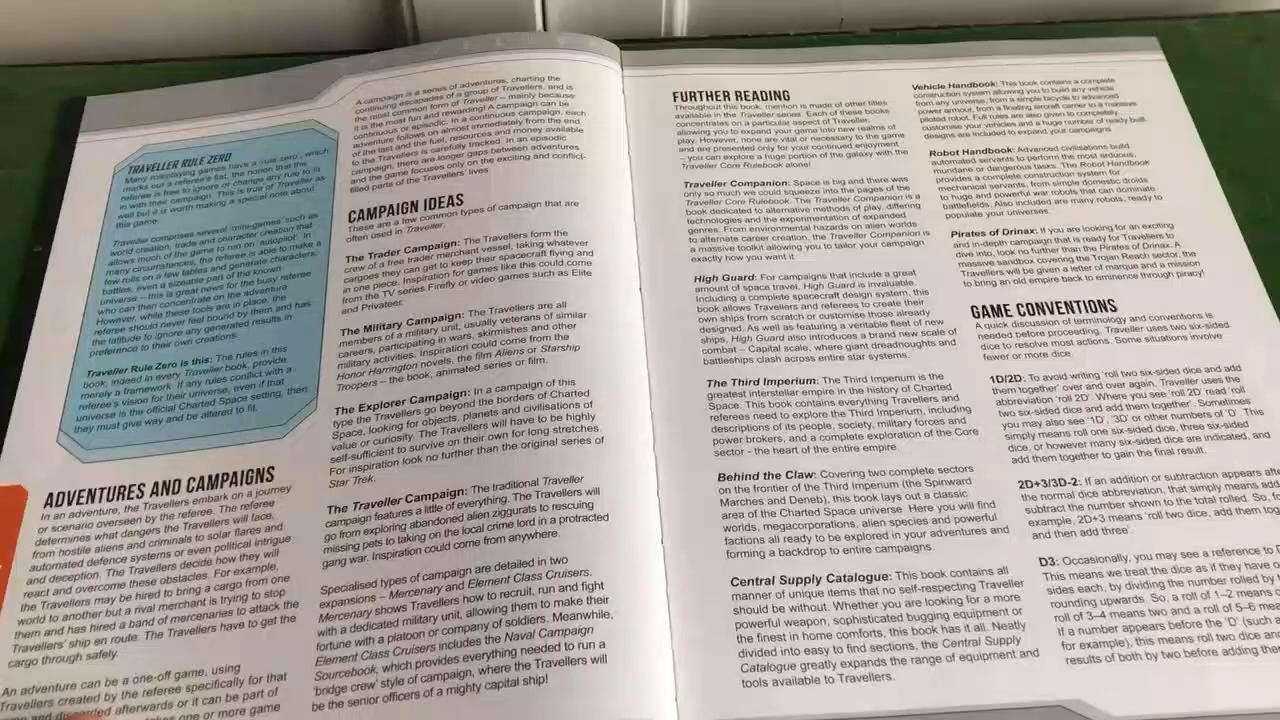 TRAVELLER RULE ZERO
Many roleplaying games have a 'rule zero', which
marks out a referee's fiat, the notion that the
referee is free to ignore or change any rule to fit
in with their campaign. This is true of Traveller as
well but it is worth making a special note about
this game.
Traveller comprises several 'mini-games' such as
world creation, trade and character creation that
allows much of the game to run on 'autopilot'. In
many circumstances, the referee is able to make a
few rolls on a few tables and generate characters,
battles, even a sizeable part of the known
universe – this is great news for the busy referee
who can then concentrate on the adventure
However, while these tools are in place, the
referee should never feel bound by them and has
the latitude to ignore any generated results in
preference to their own creations.
Traveller Rule Zero is this: The rules in this
book, indeed in every Traveller book, provide
merely a framework. If any rules conflict with a
referee's vision for their universe, even if that
universe is the official Charted Space setting, then
they must give way and be altered to fit.
ADVENTURES AND CAMPAIGNS
In an adventure, the Travellers embark on a journey
or scenario overseen by the referee. The referee
determines what dangers the Travellers will face,
from hostile aliens and criminals to solar flares and
automated defence systems or even political intrigue
and deception. The Travellers decide how they will
react and overcome these obstacles. For example,
the Travellers may be hired to bring a cargo from one
world to another but a rival merchant is trying to stop
them and has hired a band of mercenaries to attack the
Travellers' ship en route. The Travellers have to get the
cargo through safely.
An adventure can be a one-off game, using
Travellers created by the referee specifically for that
and discarded afterwards or it can be part of
takes one or more game
A campaign is a series of adventures, charting the
continuing escapades of a group of Travellers, and is
the most common form of Traveller – mainly because
it is the most fun and rewarding! A campaign can be
continuous or episodic. In a continuous campaign, each
adventure follows on almost immediately from the end
of the last and the fuel, resources and money available
to the Travellers is carefully tracked. In an episodic
campaign, there are longer gaps between adventures
and the game focuses only on the exciting and conflict-
filled parts of the Travellers' lives
CAMPAIGN IDEAS
These are a few common types of campaign that are
often used in Traveller.
The Trader Campaign: The Travellers form the
crew of a free trader merchant vessel, taking whatever
cargoes they can get to keep their spacecraft flying and
in one piece. Inspiration for games like this could come
from the TV series Firefly or video games such as Elite
and Privateer.
The Military Campaign: The Travellers are all
members of a military unit, usually veterans of similar
careers, participating in wars, skirmishes and other
military activities. Inspiration could come from the
Honor Harrington novels, the film Aliens or Starship
Troopers – the book, animated series or film.
The Explorer Campaign: In a campaign of this
type the Travellers go beyond the borders of Charted
Space, looking for objects, planets and civilisations of
value or curiosity. The Travellers will have to be highly
self-sufficient to survive on their own for long stretches.
For inspiration look no further than the original series of
Star Trek.
The Traveller Campaign: The traditional Traveller
campaign features a little of everything. The Travellers will
go from exploring abandoned alien ziggurats to rescuing
missing pets to taking on the local crime lord in a protracted
gang war. Inspiration could come from anywhere.
Specialised types of campaign are detailed in two
expansions – Mercenary and Element Class Cruisers.
Mercenary shows Travellers how to recruit, run and fight
with a dedicated military unit, allowing them to make their
fortune with a platoon or company of soldiers. Meanwhile,
Element Class Cruisers includes the Naval Campaign
Sourcebook, which provides everything needed to run a
'bridge crew' style of campaign, where the Travellers will
be the senior officers of a mighty capital ship!
FURTHER READING
Throughout this book, mention is made of other titles
available in the Traveller series. Each of these books
concentrates on a particular aspect of Traveller,
allowing you to expand your game into new realms of
play. However, none are vital or necessary to the game
and are presented only for your continued enjoyment
– you can explore a huge portion of the galaxy with the
Traveller Core Rulebook alone!
Traveller Companion: Space is big and there was
only so much we could squeeze into the pages of the
Traveller Core Rulebook. The Traveller Companion is a
book dedicated to alternative methods of play, differing
technologies and the experimentation of expanded
genres. From environmental hazards on alien worlds
to alternate career creation, the Traveller Companion is
a massive toolkit allowing you to tailor your campaign
exactly how you want it.
High Guard: For campaigns that include a great
amount of space travel, High Guard is invaluable.
Including a complete spacecraft design system, this
book allows Travellers and referees to create their
own ships from scratch or customise those already
designed. As well as featuring a veritable fleet of new
ships, High Guard also introduces a brand new scale of
combat – Capital scale, where giant dreadnoughts and
battleships clash across entire star systems.
The Third Imperium: The Third Imperium is the
greatest interstellar empire in the history of Charted
Space. This book contains everything Travellers and
referees need to explore the Third Imperium, including
descriptions of its people, society, military forces and
power brokers, and a complete exploration of the Core
sector - the heart of the entire empire.
Behind the Claw: Covering two complete sectors
on the frontier of the Third Imperium (the Spinward
Marches and Deneb), this book lays out a classic
area of the Charted Space universe. Here you will find
worlds, megacorporations, alien species and powerful
factions all ready to be explored in your adventures and
forming a backdrop to entire campaigns.
Central Supply Catalogue: This book contains all
manner of unique items that no self-respecting Traveller
should be without. Whether you are looking for a more
powerful weapon, sophisticated bugging equipment or
the finest in home comforts, this book has it all. Neatly
divided into easy to find sections, the Central Supply
Catalogue greatly expands the range of equipment and
tools available to Travellers.
Vehicle Handbook: This book contains a complete
construction system allowing you to build any vehicle
from any universe, from a simple bicycle to advanced
power armour, from a floating aircraft carrier to a massive
piloted robot. Full rules are also given to completely
customise your vehicles and a huge number of ready built
designs are included to expand your campaigns.
Robot Handbook: Advanced civilisations build
automated servants to perform the most arduous,
mundane or dangerous tasks. The Robot Handbook
provides a complete construction system for
mechanical servants, from simple domestic droids
to huge and powerful war robots that can dominate
battlefields. Also included are many robots, ready to
populate your universes.
Pirates of Drinax: If you are looking for an exciting
and in-depth campaign that is ready for Travellers to
dive into, look no further than the Pirates of Drinax. A
massive sandbox covering the Trojan Reach sector, the
Travellers will be given a letter of marque and a mission
to bring an old empire back to eminence through piracy!
GAME CONVENTIONS
A quick discussion of terminology and conventions is
needed before proceeding. Traveller uses two six-sided
dice to resolve most actions. Some situations involve
fewer or more dice.
1D/2D: To avoid writing 'roll two six-sided dice and add
them together' over and over again, Traveller uses the
abbreviation 'roll 2D'. Where you see 'roll 2D' read 'roll
two six-sided dice and add them together'. Sometimes
you may also see '1D', '3D' or other numbers of 'D'. This
simply means roll one six-sided dice, three six-sided
dice, or however many six-sided dice are indicated, and
add them together to gain the final result.
2D+3/3D-2: If an addition or subtraction appears after
the normal dice abbreviation, that simply means add
subtract the number shown to the total rolled. So, fo
example, 2D+3 means 'roll two dice, add them tog
and then add three'.
D3: Occasionally, you may see a reference to D
This means we treat the dice as if they have o
sides each, by dividing the number rolled by
rounding upwards. So, a roll of 1–2 means o
roll of 3–4 means two and a roll of 5–6 mea
If a number appears before the 'D' (such a
for example), this means roll two dice an
results of both by two before adding them